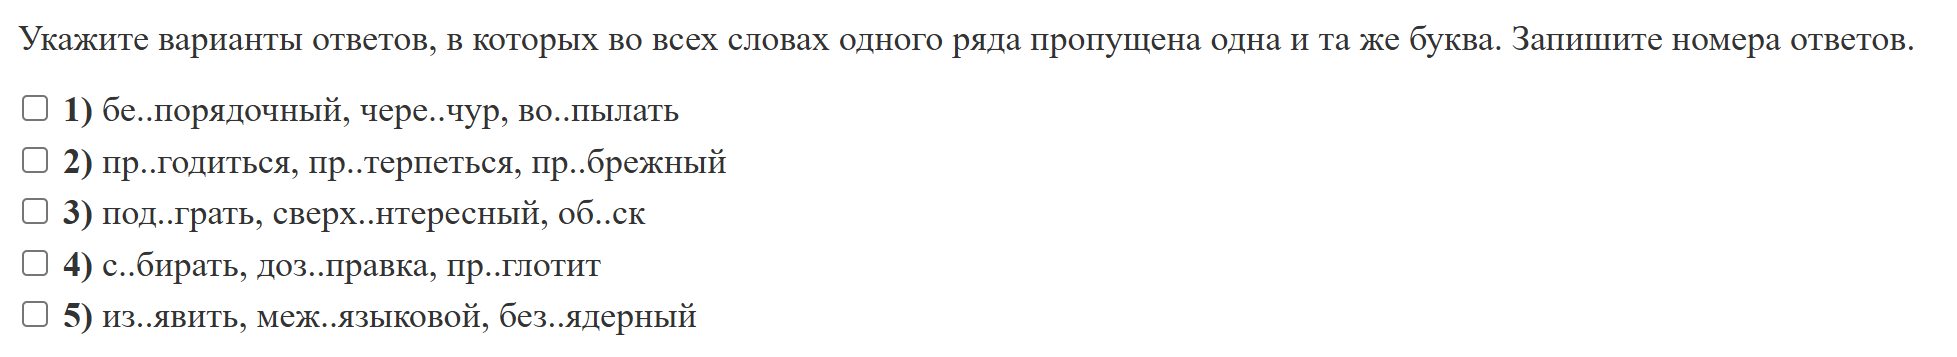 Укажите варианты ответов, в которых во всех словах одного ряда пропущена одна и та же буква. Запишите номера ответов.
1) бе..порядочный, чере..чур, во..пылать
2) пр..годиться, пр..терпеться, пр..брежный
3) под..грать, сверх..нтересный, об..ск
4) с..бирать, доз..правка, пр..глотит
5) из..явить, меж..языковой, без..ядерный